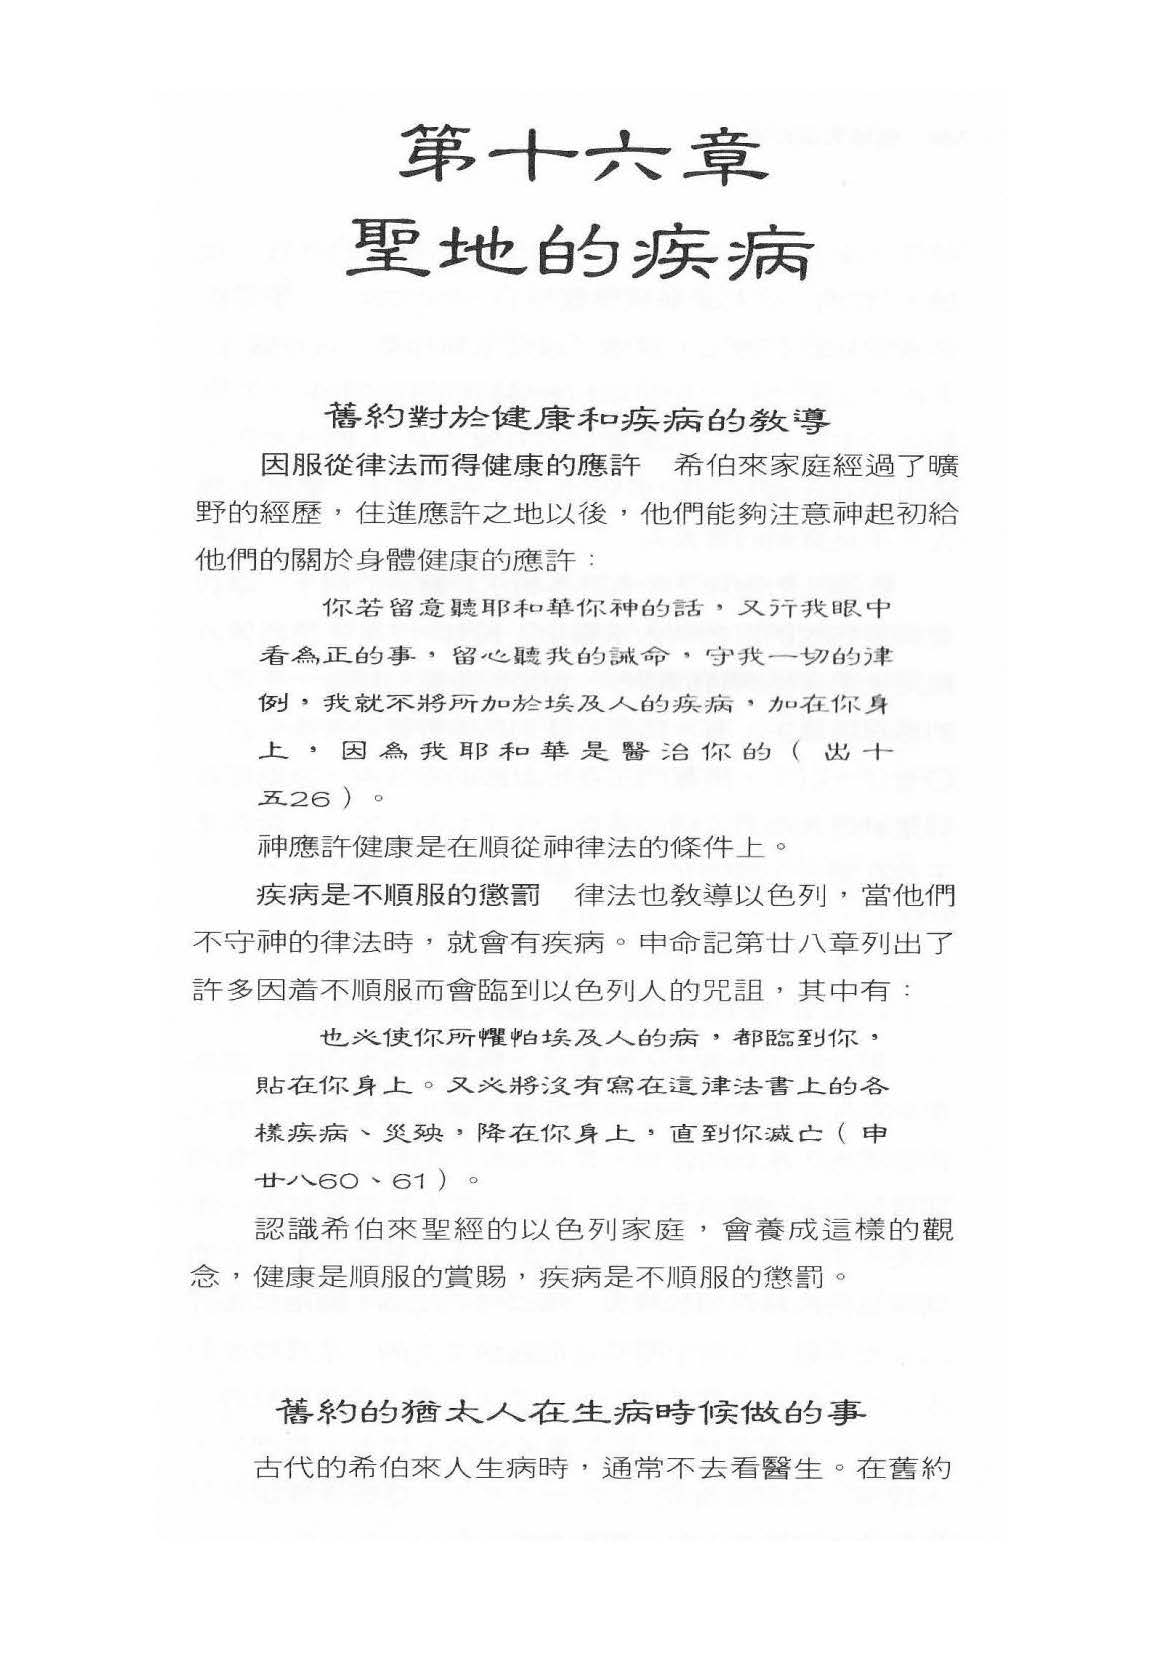 第十六章
聖地的疾病
舊約對於健康和疾病的教導
因服從律法而得健康的應許　希伯來家庭經過了曠
野的經歷，住進應許之地以後，他們能夠注意神起初給
他們的關於身體健康的應許：
你若留意聽耶和華你神的話，又行我眼中
看為正的事，留心聽我的誡命，守我一切的律
例，我就不將所加於埃及人的疾病，加在你身
上，因為我耶和華是醫治你的（出十
五26）。
神應許健康是在順從神律法的條件上。
疾病是不順服的懲罰　律法也教導以色列，當他們
不守神的律法時，就會有疾病。申命記第廿八章列出了
許多因着不順服而會臨到以色列人的咒詛，其中有：
也必使你所懼怕埃及人的病，都臨到你，
貼在你身上。又必將沒有寫在這律法書上的各
樣疾病、災殃，降在你身上，直到你滅亡（申
廿八60、61）。
認識希伯來聖經的以色列家庭，會養成這樣的觀
念，健康是順服的賞賜，疾病是不順服的懲罰。
舊約的猶太人在生病時候做的事
古代的希伯來人生病時，通常不去看醫生。在舊約